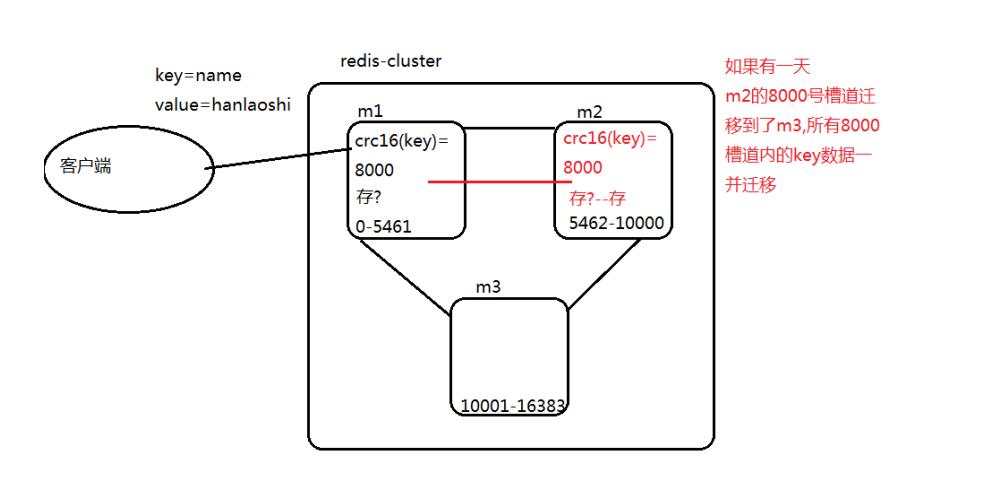 redis-cluster
key=name
value=hanlaoshi
客户端
m1
crc16(key)=
8000
存?
0-5461
m2
crc16(key)=
8000
存?--存
5462-10000
m3
10001-16383
如果有一天
m2的8000号槽道迁
移到了m3,所有8000
槽道内的key数据一
并迁移